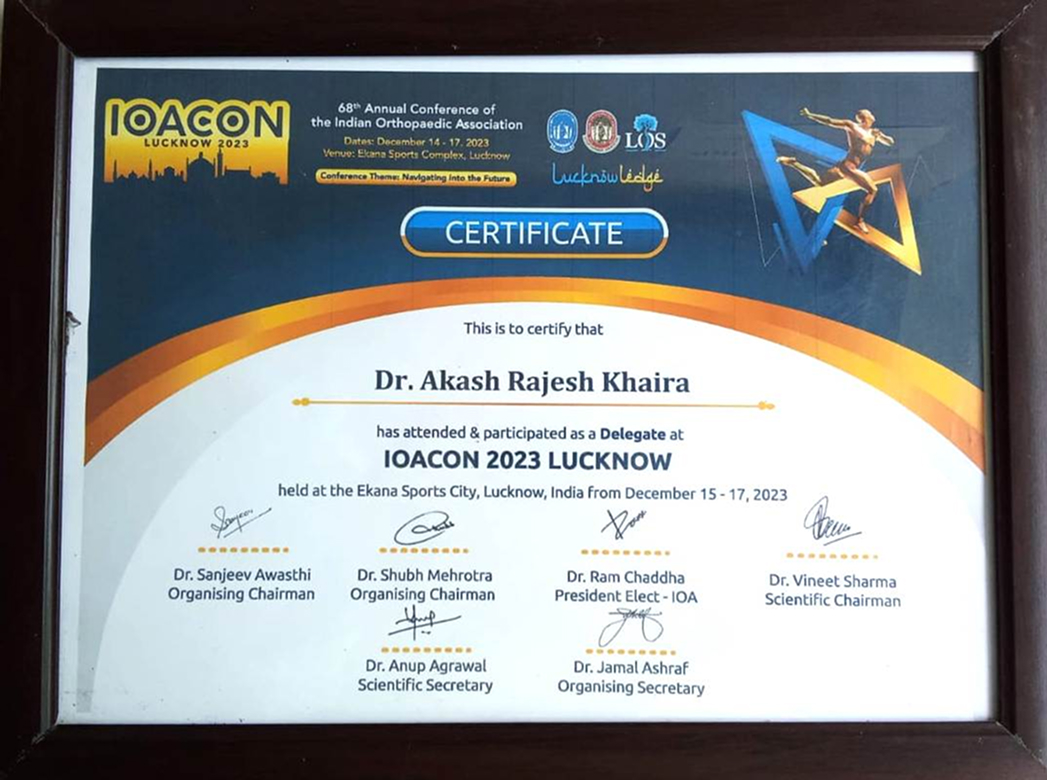 IOACON
LUCKNOW 2023
68th Annual Conference of
the Indian Orthopaedic Association
Dates: December 14 - 17, 2023
Venue: Ekana Sports Complex, Lucknow
Conference Theme: Navigating into the Future
LOS
Lucknowledge
CERTIFICATE
This is to certify that
Dr. Akash Rajesh Khaira
has attended & participated as a Delegate at
IOACON 2023 LUCKNOW
held at the Ekana Sports City, Lucknow, India from December 15 - 17, 2023
Dr. Sanjeev Awasthi
Organising Chairman
Dr. Shubh Mehrotra
Organising Chairman
Dr. Ram Chaddha
President Elect - IOA
Dr. Vineet Sharma
Scientific Chairman
Dr. Anup Agrawal
Scientific Secretary
Dr. Jamal Ashraf
Organising Secretary